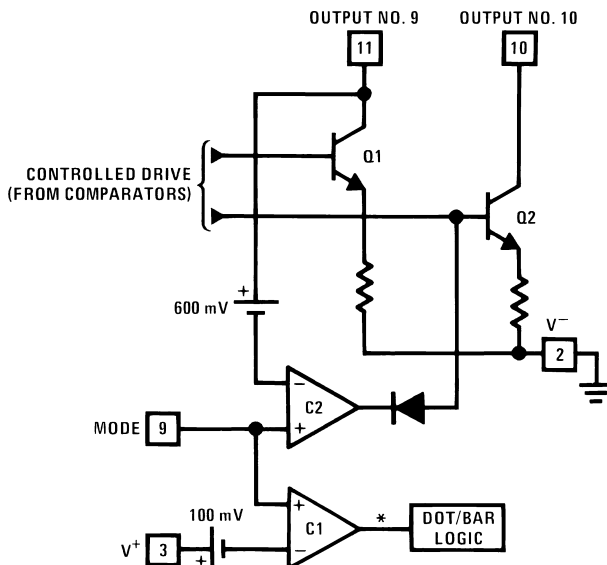 OUTPUT NO. 9
OUTPUT NO. 10
11
10
Q1
CONTROLLED DRIVE
(FROM COMPARATORS)
Q2
+
600 mV
V−
2
−
C2
+
MODE
9
100 mV
+
C1
−
*
DOT/BAR
LOGIC
V+
3
+